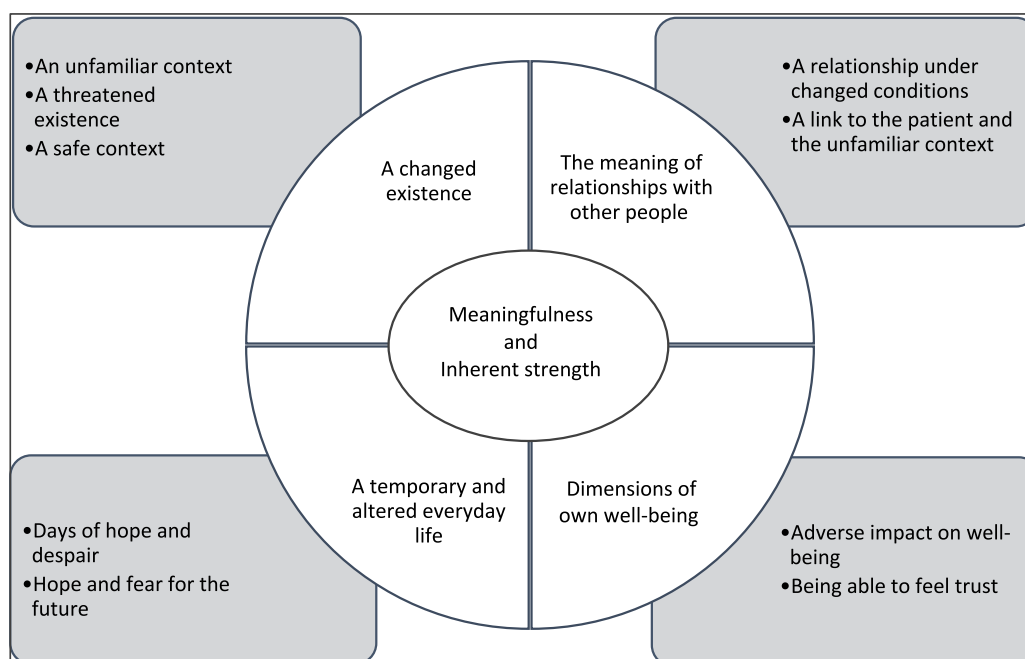 •An unfamiliar context
•A threatened
existence
•A safe context
•A relationship under
changed conditions
•A link to the patient and
the unfamiliar context
A changed
existence
The meaning of
relationships with
other people
Meaningfulness
and
Inherent strength
A temporary and
altered everyday
life
Dimensions of
own well-being
•Days of hope and
despair
•Hope and fear for the
future
•Adverse impact on well-
being
•Being able to feel trust